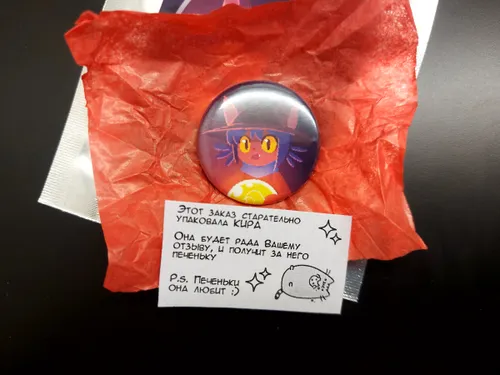 Этот заказ старательно
упаковала КИРА
Она будет рада Вашему
отзыву, и получит за него
печеньку
P.s. Печеньки
она любит :)